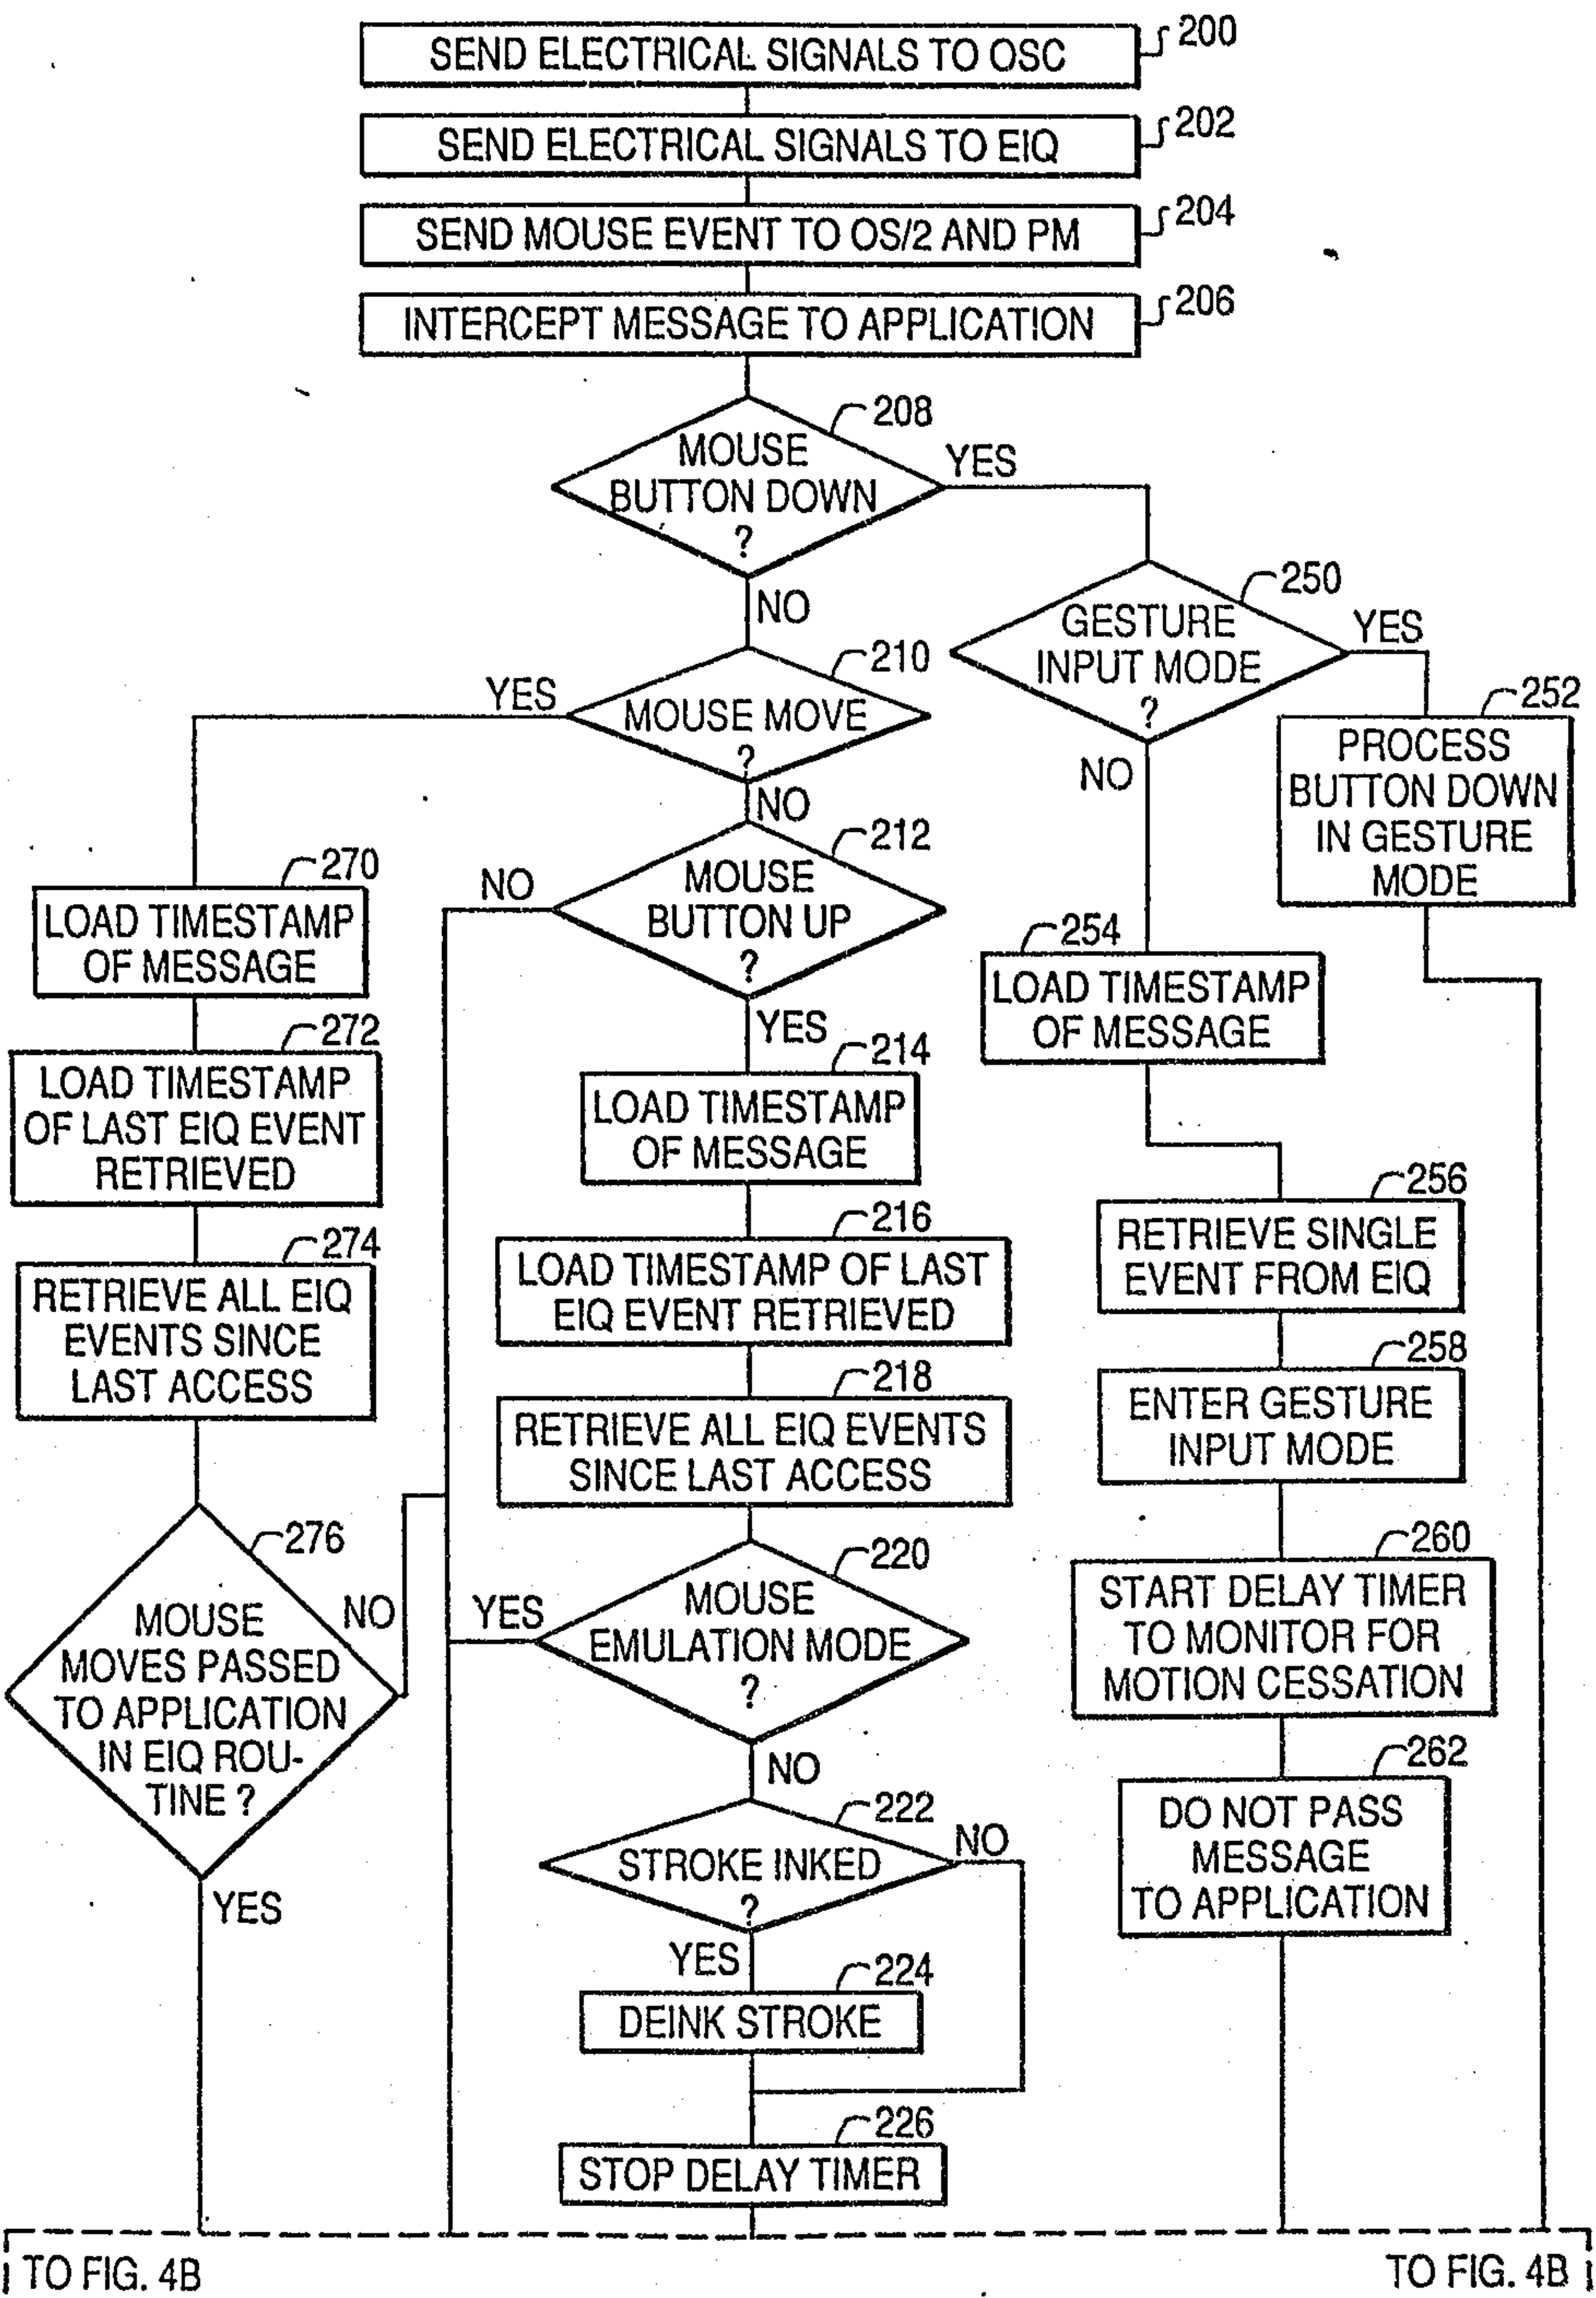 SEND ELECTRICAL SIGNALS TO OSC
200
SEND ELECTRICAL SIGNALS TO EIQ
202
SEND MOUSE EVENT TO OS/2 AND PM
204
INTERCEPT MESSAGE TO APPLICATION
206
208
MOUSE
BUTTON DOWN
?
YES
NO
250
GESTURE
INPUT MODE
?
YES
NO
252
PROCESS
BUTTON DOWN
IN GESTURE
MODE
210
MOUSE MOVE
?
YES
NO
212
MOUSE
BUTTON UP
?
NO
YES
270
LOAD TIMESTAMP
OF MESSAGE
272
LOAD TIMESTAMP
OF LAST EIQ EVENT
RETRIEVED
274
RETRIEVE ALL EIQ
EVENTS SINCE
LAST ACCESS
276
MOUSE
MOVES PASSED
TO APPLICATION
IN EIQ ROU-
TINE ?
NO
YES
214
LOAD TIMESTAMP
OF MESSAGE
216
LOAD TIMESTAMP OF LAST
EIQ EVENT RETRIEVED
218
RETRIEVE ALL EIQ EVENTS
SINCE LAST ACCESS
220
MOUSE
EMULATION MODE
?
YES
NO
222
STROKE INKED
?
NO
YES
224
DEINK STROKE
226
STOP DELAY TIMER
254
LOAD TIMESTAMP
OF MESSAGE
256
RETRIEVE SINGLE
EVENT FROM EIQ
258
ENTER GESTURE
INPUT MODE
260
START DELAY TIMER
TO MONITOR FOR
MOTION CESSATION
262
DO NOT PASS
MESSAGE
TO APPLICATION
TO FIG. 4B
TO FIG. 4B